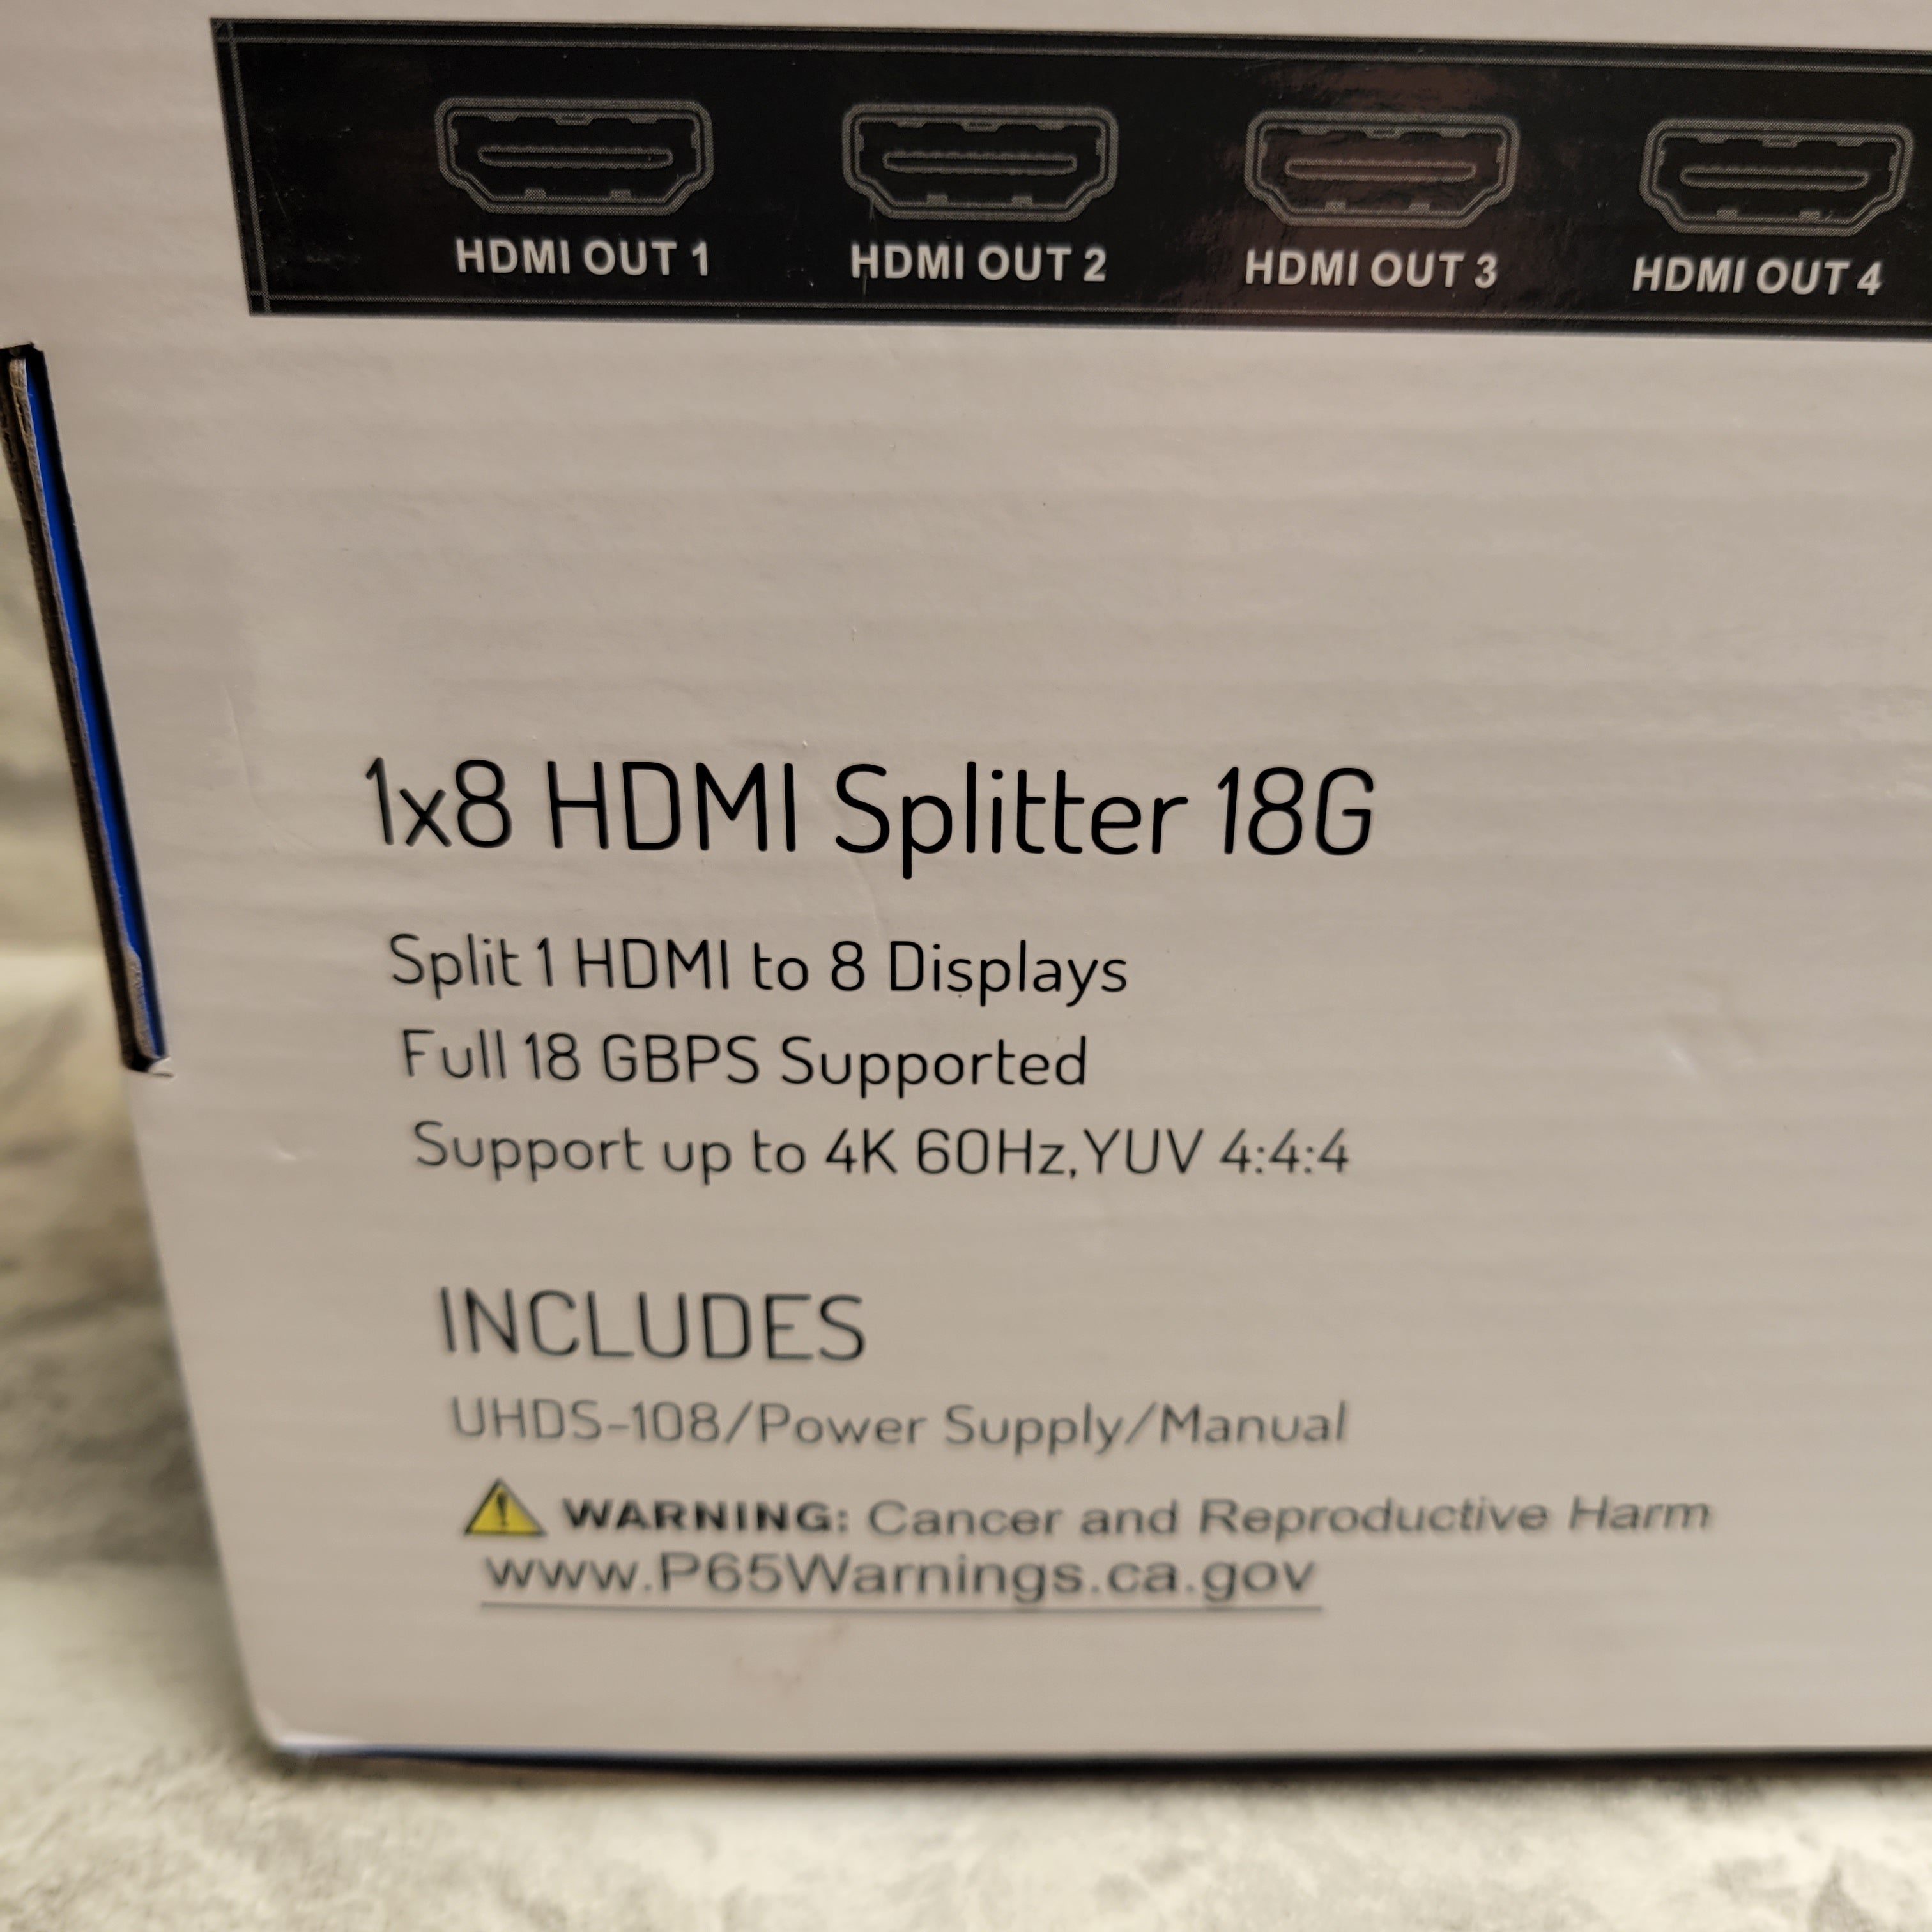 HDMI OUT 1 HDMI OUT 2 HDMI OUT 3 HDMI OUT 4
1x8 HDMI Splitter 18G
Split 1 HDMI to 8 Displays
Full 18 GBPS Supported
Support up to 4K 60Hz,YUV 4:4:4
INCLUDES
UHDS-108/Power Supply/Manual
WARNING: Cancer and Reproductive Harm
www.P65Warnings.ca.gov